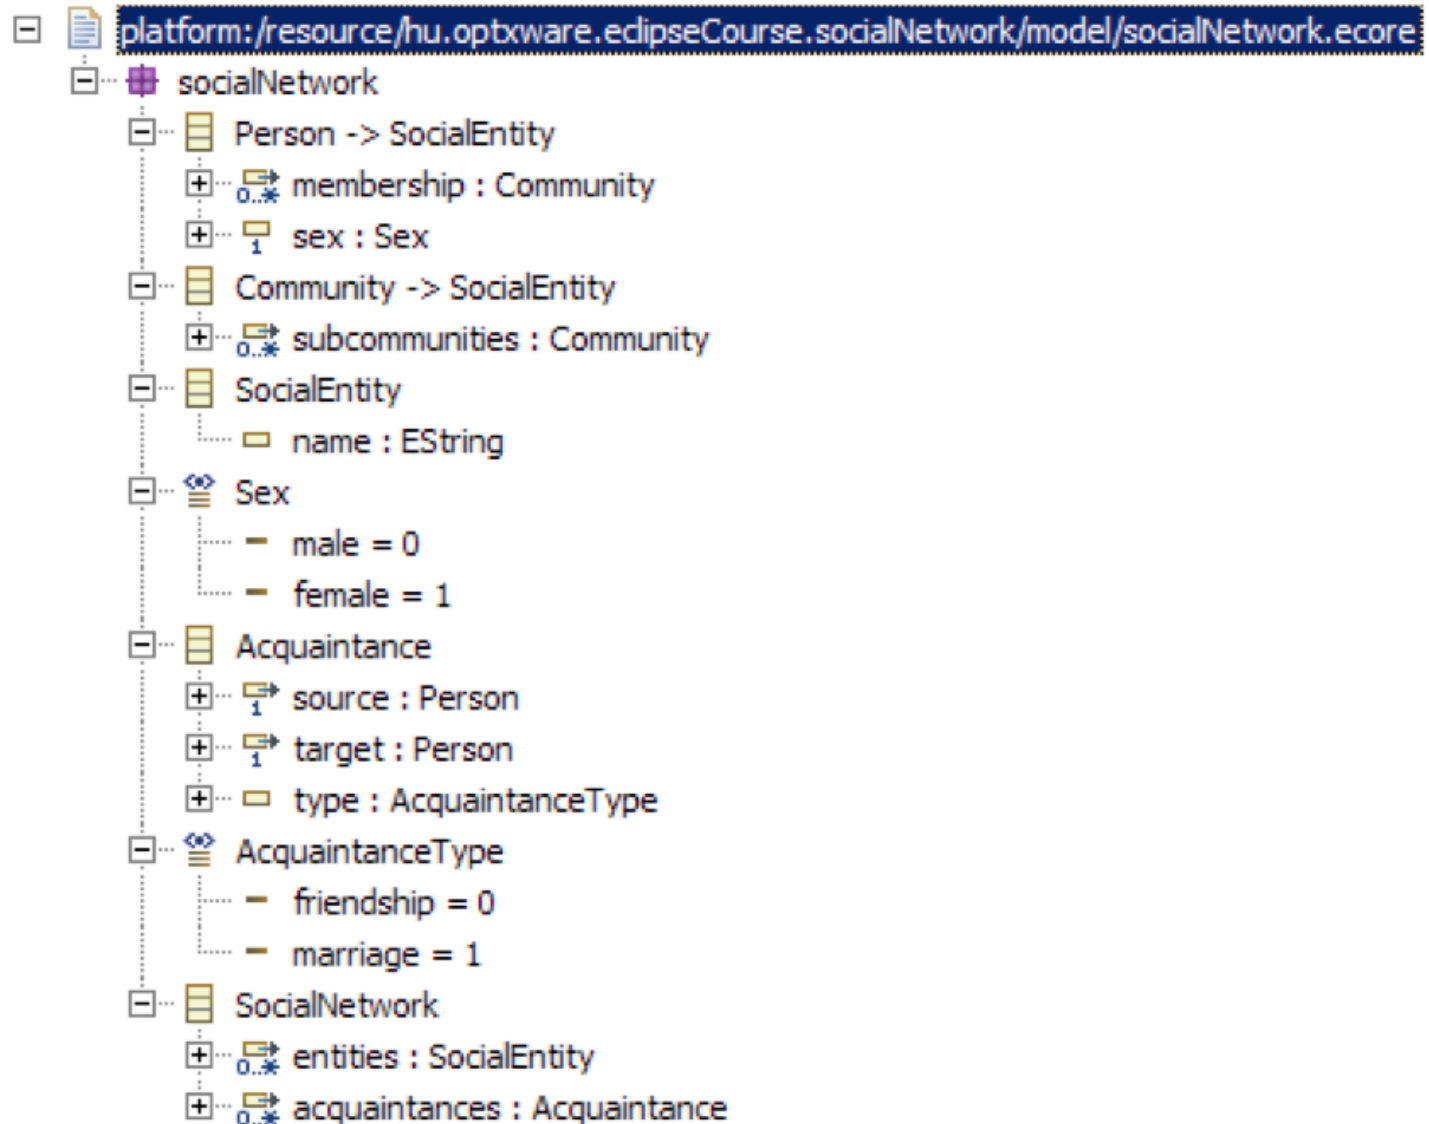 platform:/resource/hu.optxware.eclipseCourse.socialNetwork/model/socialNetwork.ecore
socialNetwork
Person -> SocialEntity
0..* membership : Community
1 sex : Sex
Community -> SocialEntity
0..* subcommunities : Community
SocialEntity
name : EString
Sex
male = 0
female = 1
Acquaintance
1 source : Person
1 target : Person
type : AcquaintanceType
AcquaintanceType
friendship = 0
marriage = 1
SocialNetwork
0..* entities : SocialEntity
0..* acquaintances : Acquaintance